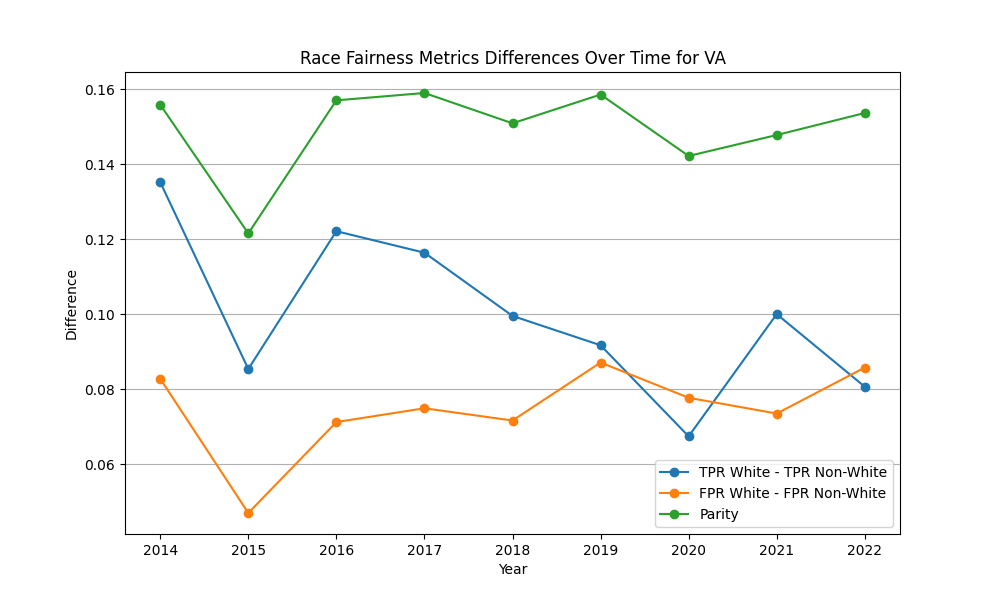 Race Fairness Metrics Differences Over Time for VA
0.16
0.14
0.12
0.10
0.08
0.06
Difference
TPR White - TPR Non-White
FPR White - FPR Non-White
Parity
2014 2015 2016 2017 2018 2019 2020 2021 2022
Year